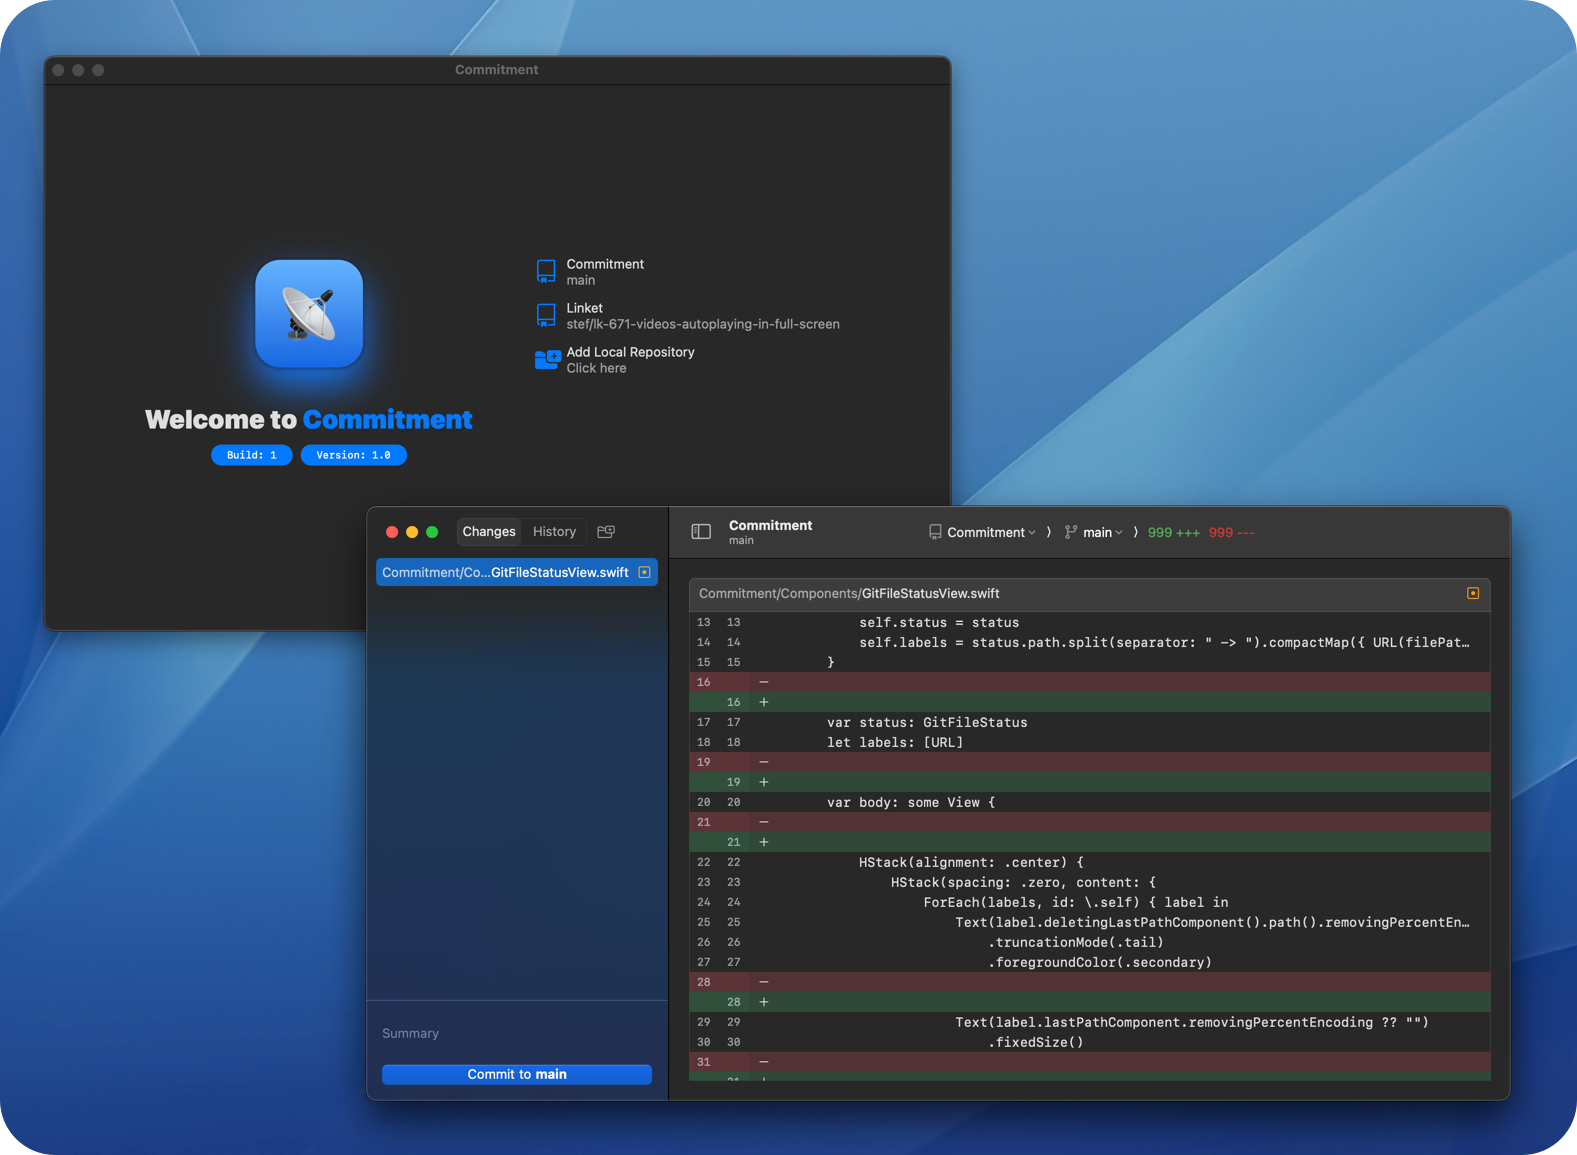 Commitment
Commitment
main
Linket
stef/lk-671-videos-autoplaying-in-full-screen
Add Local Repository
Click here
Welcome to Commitment
Build: 1 Version: 1.0
Changes History
Commitment/Co...GitFileStatusView.swift
Summary
Commit to main
Commitment
main
Commitment main 999 +++ 999 ---
Commitment/Components/GitFileStatusView.swift
13 13 self.status = status
14 14 self.labels = status.path.split(separator: " -> ").compactMap({ URL(filePat…
15 15 }
16 —
16 +
17 17 var status: GitFileStatus
18 18 let labels: [URL]
19 —
19 +
20 20 var body: some View {
21 —
21 +
22 22 HStack(alignment: .center) {
23 23 HStack(spacing: .zero, content: {
24 24 ForEach(labels, id: \.self) { label in
25 25 Text(label.deletingLastPathComponent().path().removingPercentEn…
26 26 .truncationMode(.tail)
27 27 .foregroundColor(.secondary)
28 —
28 +
29 29 Text(label.lastPathComponent.removingPercentEncoding ?? "")
30 30 .fixedSize()
31 —